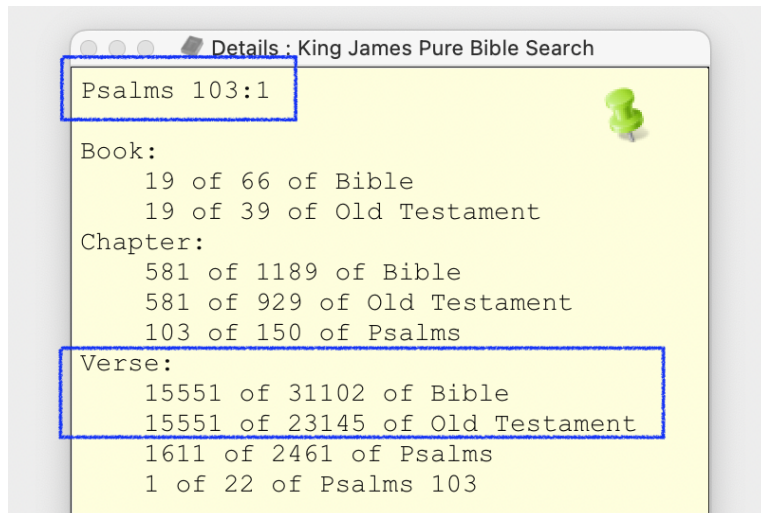 Details : King James Pure Bible Search
Psalms 103:1
Book:
19 of 66 of Bible
19 of 39 of Old Testament
Chapter:
581 of 1189 of Bible
581 of 929 of Old Testament
103 of 150 of Psalms
Verse:
15551 of 31102 of Bible
15551 of 23145 of Old Testament
1611 of 2461 of Psalms
1 of 22 of Psalms 103